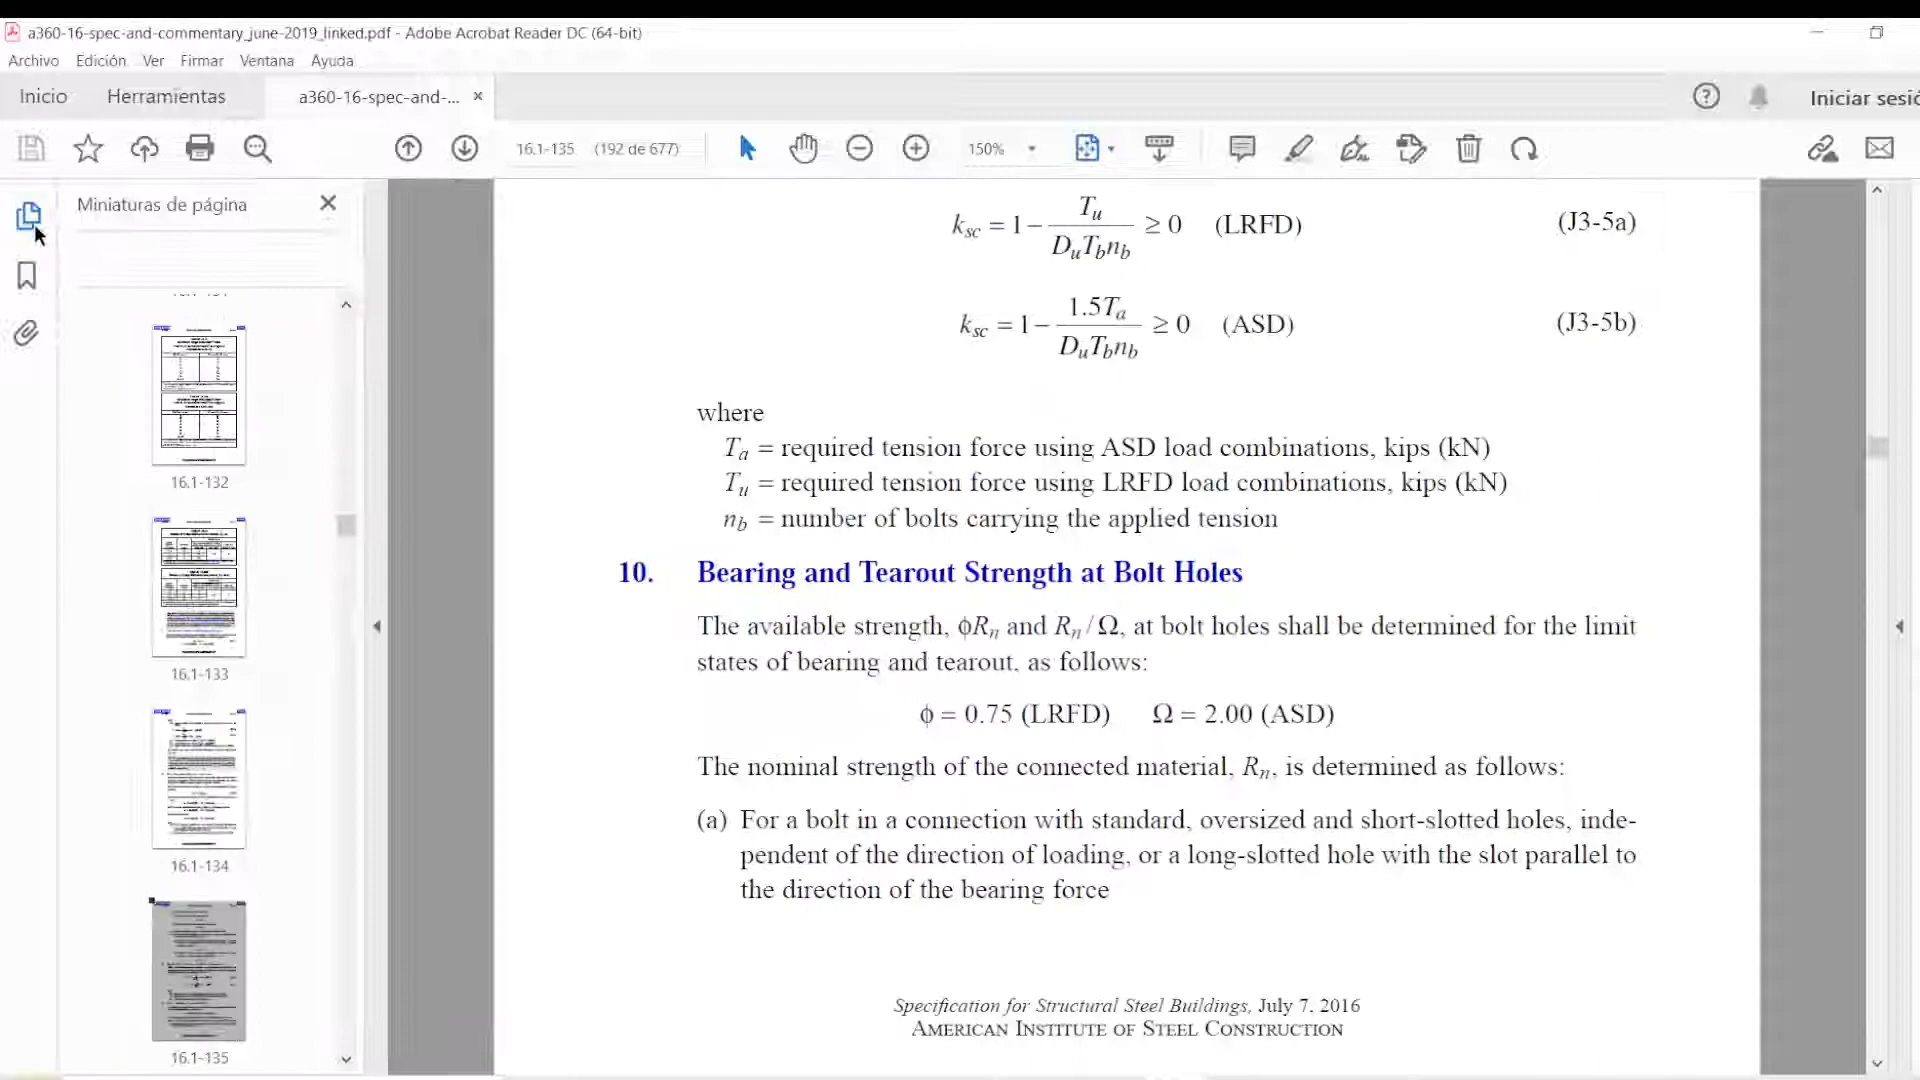 a360-16-spec-and-commentary_june-2019_linked.pdf - Adobe Acrobat Reader DC (64-bit)
Archivo Edición Ver Firmar Ventana Ayuda
Inicio Herramientas a360-16-spec-and-... × Iniciar sesió
16.1-135 (192 de 677) 150%
Miniaturas de página
16.1-132
16.1-133
16.1-134
16.1-135
k_sc = 1 − T_u / (D_u T_b n_b) ≥ 0 (LRFD) (J3-5a)
k_sc = 1 − 1.5T_a / (D_u T_b n_b) ≥ 0 (ASD) (J3-5b)
where
T_a = required tension force using ASD load combinations, kips (kN)
T_u = required tension force using LRFD load combinations, kips (kN)
n_b = number of bolts carrying the applied tension
10. Bearing and Tearout Strength at Bolt Holes
The available strength, ϕR_n and R_n/Ω, at bolt holes shall be determined for the limit
states of bearing and tearout, as follows:
ϕ = 0.75 (LRFD) Ω = 2.00 (ASD)
The nominal strength of the connected material, R_n, is determined as follows:
(a) For a bolt in a connection with standard, oversized and short-slotted holes, inde-
pendent of the direction of loading, or a long-slotted hole with the slot parallel to
the direction of the bearing force
Specification for Structural Steel Buildings, July 7, 2016
AMERICAN INSTITUTE OF STEEL CONSTRUCTION